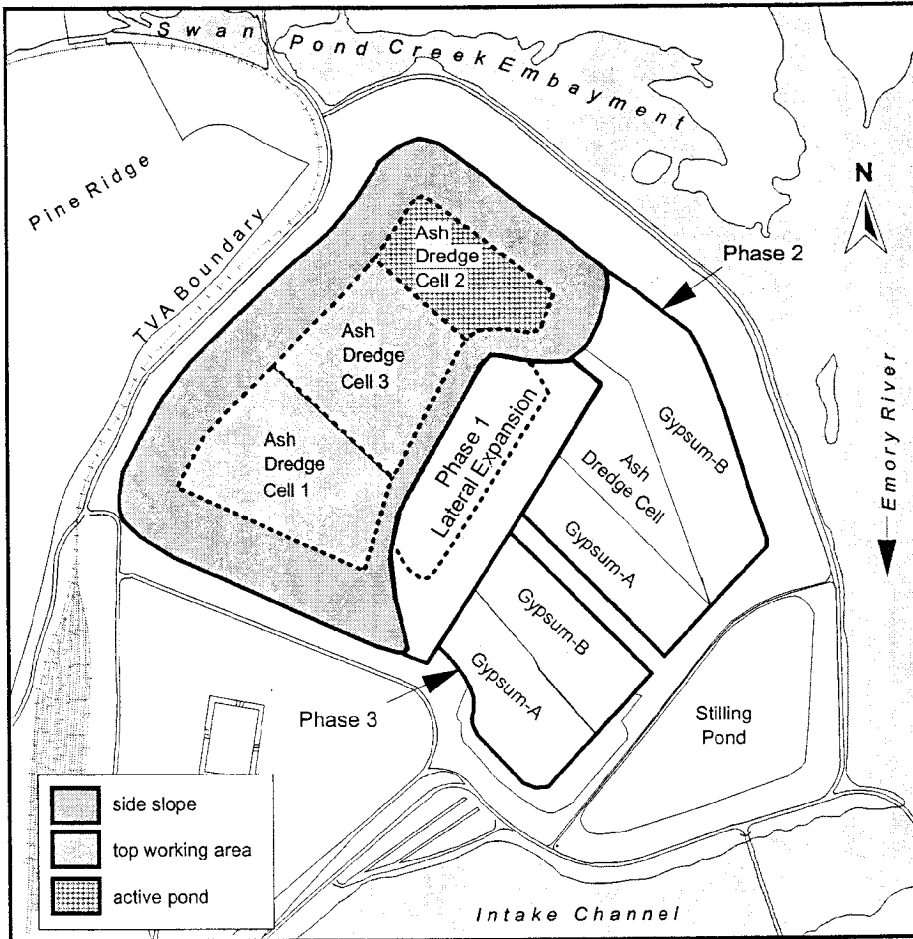 Swan Pond Creek Embayment
Pine Ridge
TVA Boundary
N
Phase 2
Ash
Dredge
Cell 2
Ash
Dredge
Cell 3
Ash
Dredge
Cell 1
Phase 1
Lateral Expansion
Gypsum-B
Ash
Dredge Cell
Gypsum-A
Emory River
Gypsum-B
Gypsum-A
Phase 3
Stilling
Pond
side slope
top working area
active pond
Intake Channel